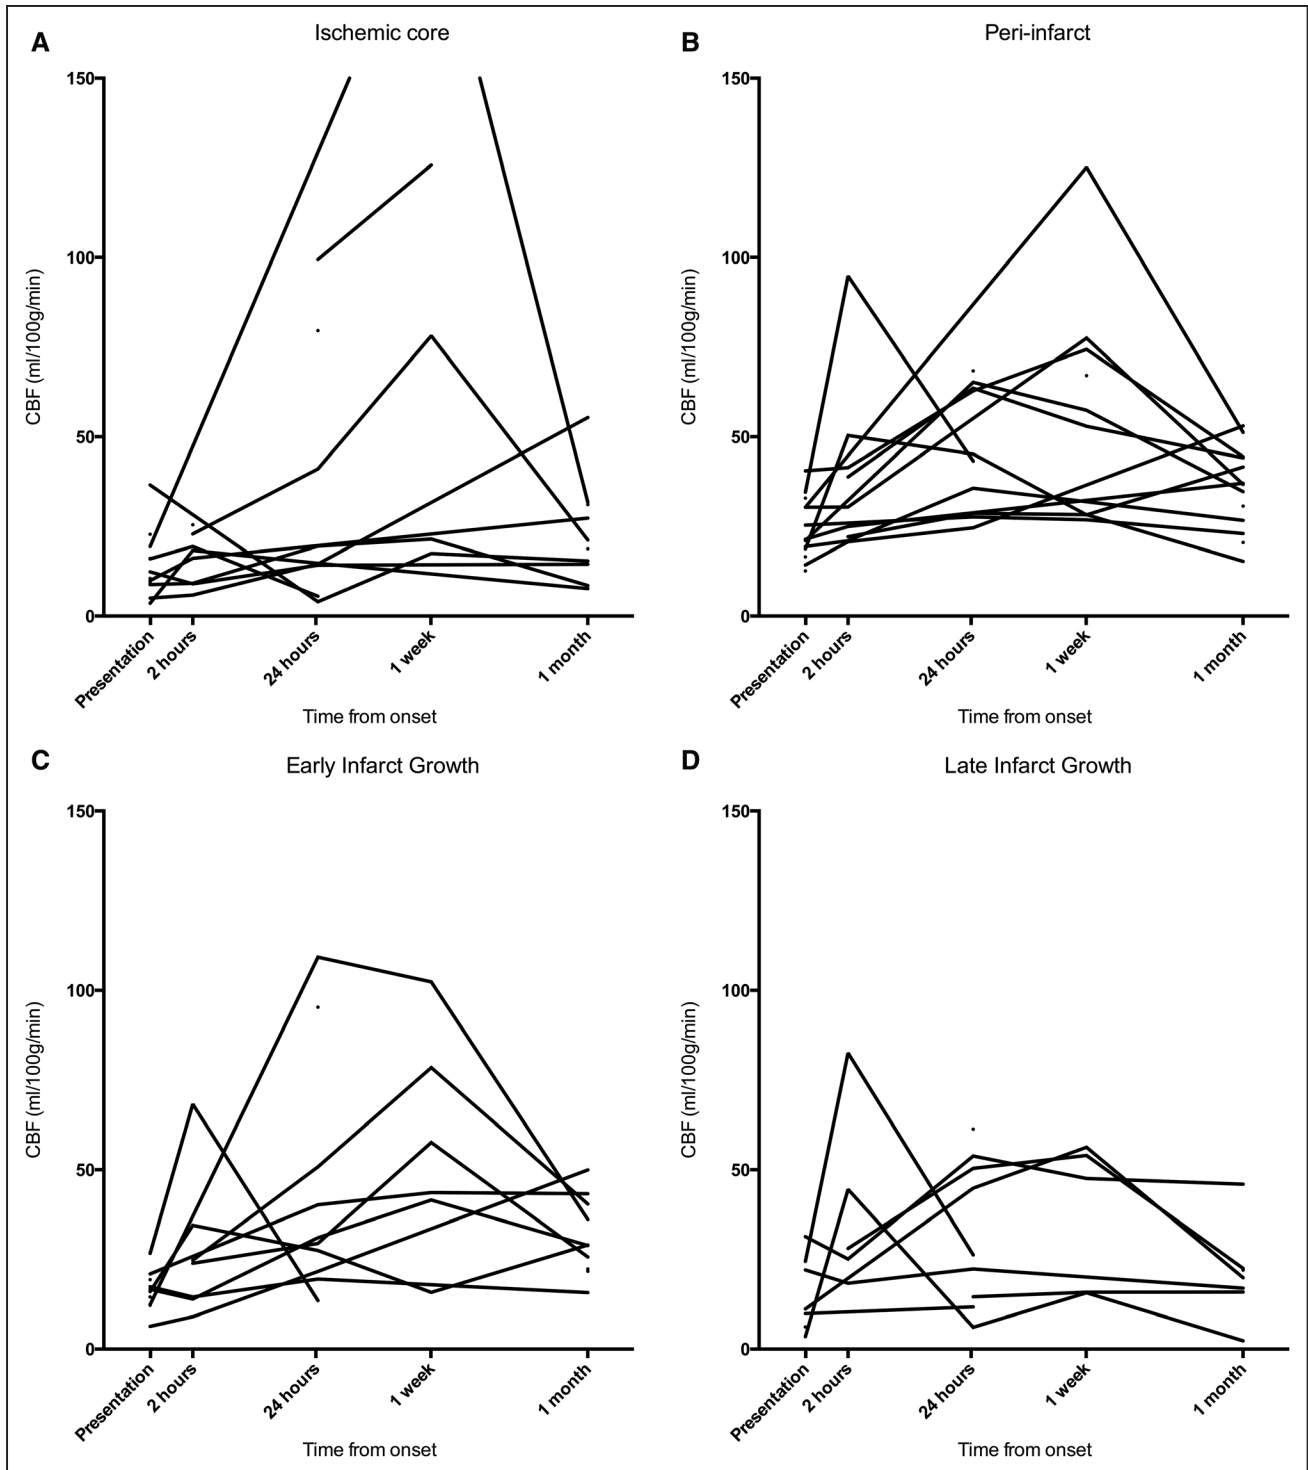 A
Ischemic core
150
100
50
0
CBF (ml/100g/min)
Presentation
2 hours
24 hours
1 week
1 month
Time from onset
B
Peri-infarct
150
100
50
0
CBF (ml/100g/min)
Presentation
2 hours
24 hours
1 week
1 month
Time from onset
C
Early Infarct Growth
150
100
50
0
CBF (ml/100g/min)
Presentation
2 hours
24 hours
1 week
1 month
Time from onset
D
Late Infarct Growth
150
100
50
0
CBF (ml/100g/min)
Presentation
2 hours
24 hours
1 week
1 month
Time from onset